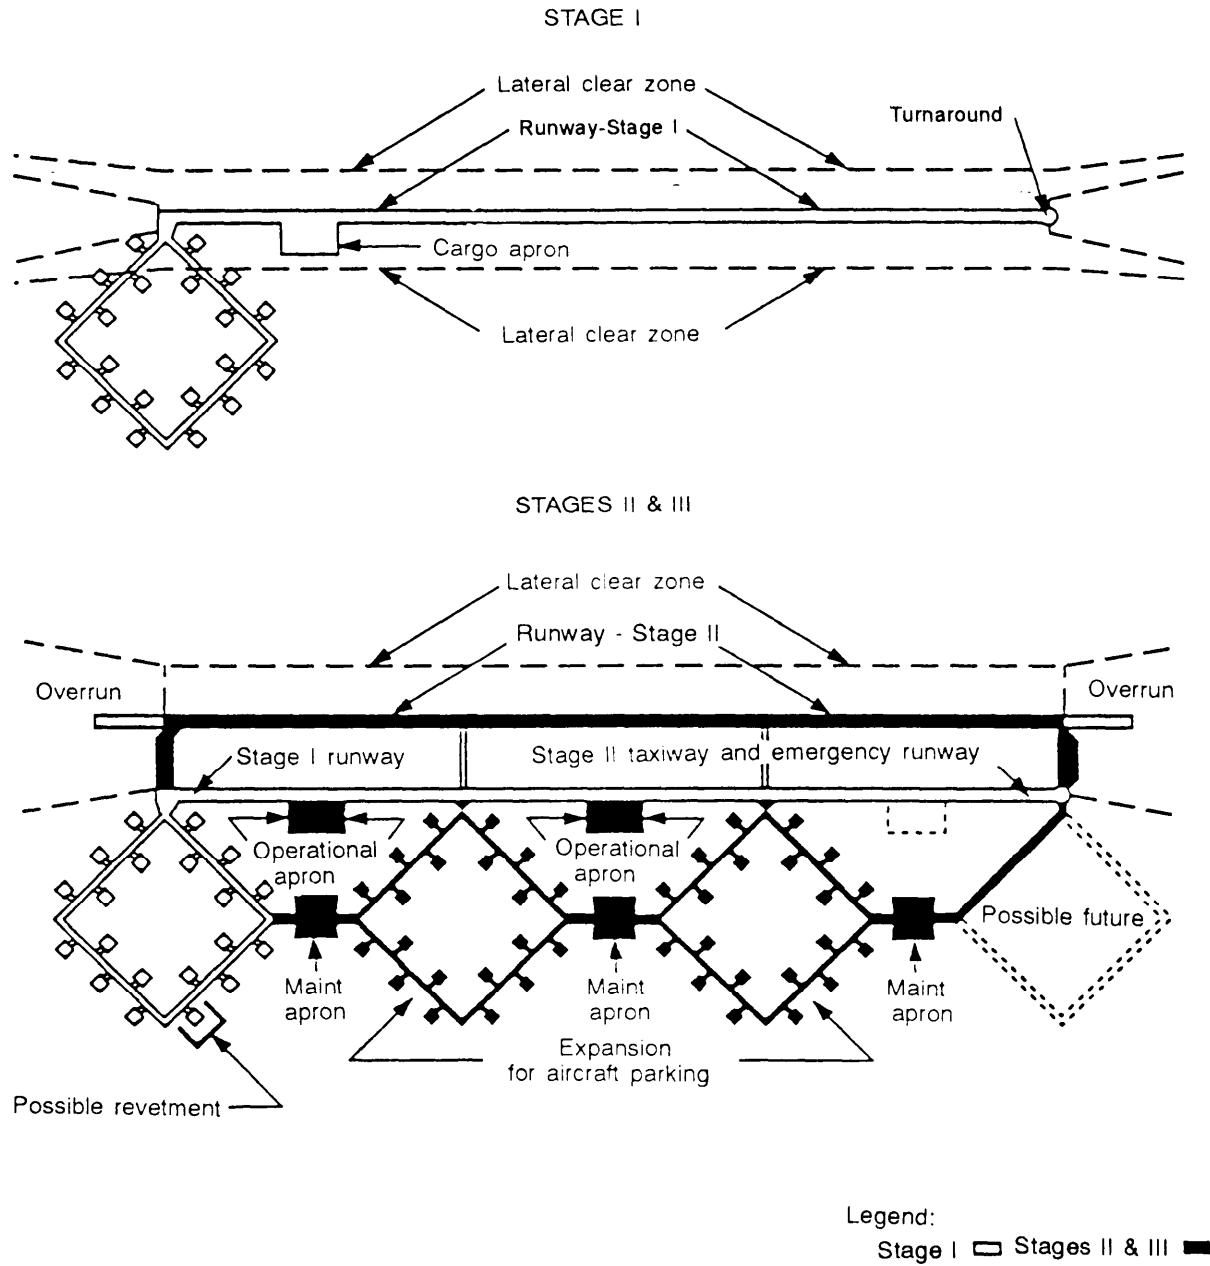 STAGE I
Lateral clear zone
Runway-Stage I
Turnaround
Cargo apron
Lateral clear zone
STAGES II & III
Lateral clear zone
Runway - Stage II
Overrun
Overrun
Stage I runway
Stage II taxiway and emergency runway
Operational
apron
Operational
apron
Possible future
Maint
apron
Maint
apron
Maint
apron
Expansion
for aircraft parking
Possible revetment
Legend:
Stage I Stages II & III